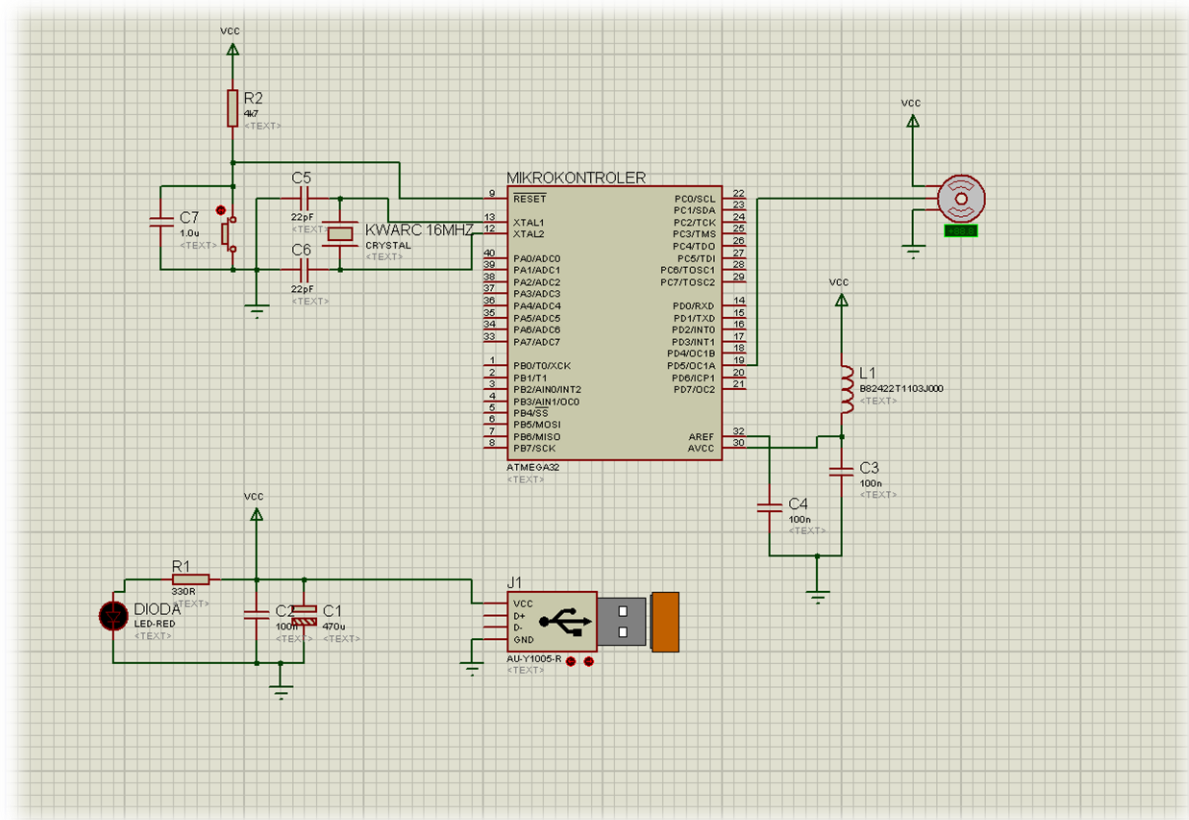 VCC
R2
4k7
<TEXT>
C7
1.0u
<TEXT>
C5
22pF
<TEXT>
C6
22pF
<TEXT>
KWARC 16MHZ
CRYSTAL
<TEXT>
MIKROKONTROLER
9 RESET
13 XTAL1
12 XTAL2
40 PA0/ADC0
39 PA1/ADC1
38 PA2/ADC2
37 PA3/ADC3
36 PA4/ADC4
35 PA5/ADC5
34 PA6/ADC6
33 PA7/ADC7
1 PB0/T0/XCK
2 PB1/T1
3 PB2/AIN0/INT2
4 PB3/AIN1/OC0
5 PB4/SS
6 PB5/MOSI
7 PB6/MISO
8 PB7/SCK
PC0/SCL 22
PC1/SDA 23
PC2/TCK 24
PC3/TMS 25
PC4/TDO 26
PC5/TDI 27
PC6/TOSC1 28
PC7/TOSC2 29
PD0/RXD 14
PD1/TXD 15
PD2/INT0 16
PD3/INT1 17
PD4/OC1B 18
PD5/OC1A 19
PD6/ICP1 20
PD7/OC2 21
AREF 32
AVCC 30
ATMEGA32
<TEXT>
VCC
VCC
L1
B82422T1103J000
<TEXT>
C3
100n
<TEXT>
C4
100n
<TEXT>
VCC
R1
330R
<TEXT>
DIODA
LED-RED
<TEXT>
C2
100n
<TEXT>
C1
470u
<TEXT>
J1
VCC
D+
D-
GND
AU-Y1005-R
<TEXT>